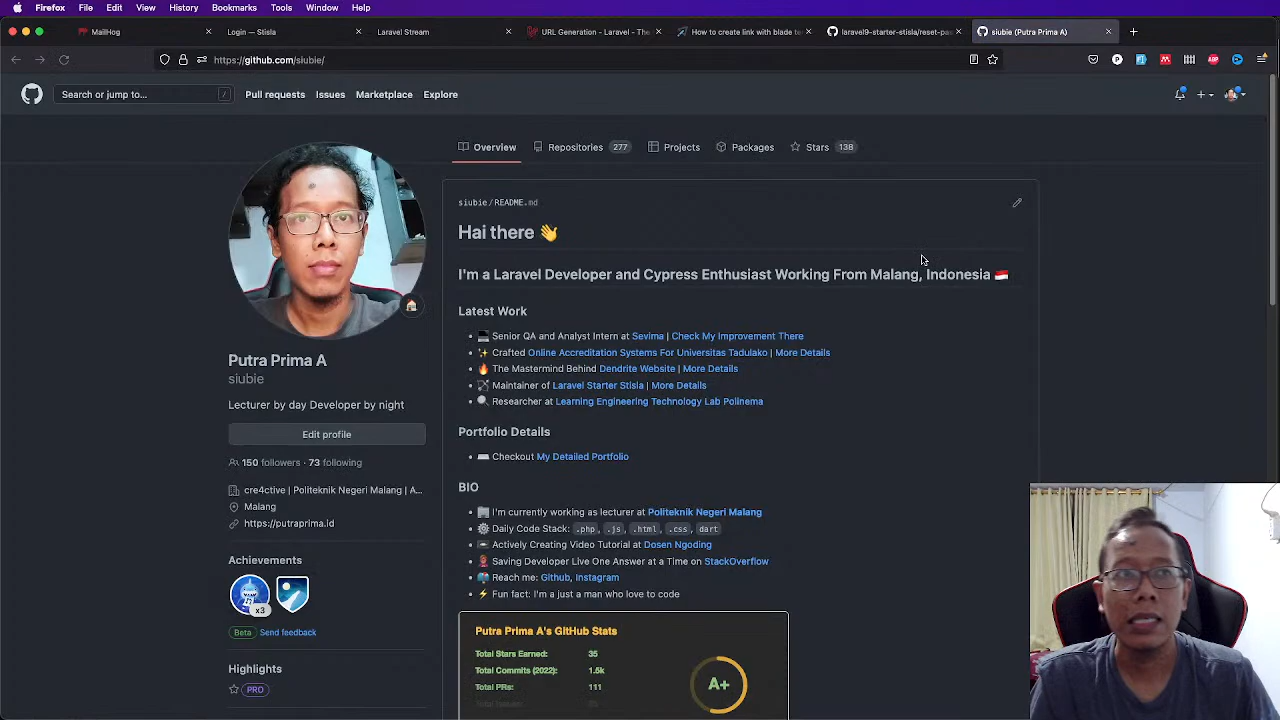 Firefox File Edit View History Bookmarks Tools Window Help
MailHog
Login — Stisla
Laravel Stream
URL Generation - Laravel - The
How to create link with blade te
laravel9-starter-stisla/reset-pa
siubie (Putra Prima A)
https://github.com/siubie/
Search or jump to... /
Pull requests Issues Marketplace Explore
Overview Repositories 277 Projects Packages Stars 138
siubie/README.md
Hai there 👋
I'm a Laravel Developer and Cypress Enthusiast Working From Malang, Indonesia 🇮🇩
Latest Work
Senior QA and Analyst Intern at Sevima | Check My Improvement There
✨ Crafted Online Accreditation Systems For Universitas Tadulako | More Details
🔥 The Mastermind Behind Dendrite Website | More Details
Maintainer of Laravel Starter Stisla | More Details
Researcher at Learning Engineering Technology Lab Polinema
Portfolio Details
Checkout My Detailed Portfolio
BIO
I'm currently working as lecturer at Politeknik Negeri Malang
Daily Code Stack: .php, .js, .html, .css, dart
Actively Creating Video Tutorial at Dosen Ngoding
Saving Developer Live One Answer at a Time on StackOverflow
Reach me: Github, Instagram
⚡ Fun fact: I'm a just a man who love to code
Putra Prima A's GitHub Stats
Total Stars Earned: 35
Total Commits (2022): 1.5k
Total PRs: 111
A+
Putra Prima A
siubie
Lecturer by day Developer by night
Edit profile
150 followers · 73 following
cre4ctive | Politeknik Negeri Malang | A...
Malang
https://putraprima.id
Achievements
x3
Beta Send feedback
Highlights
PRO